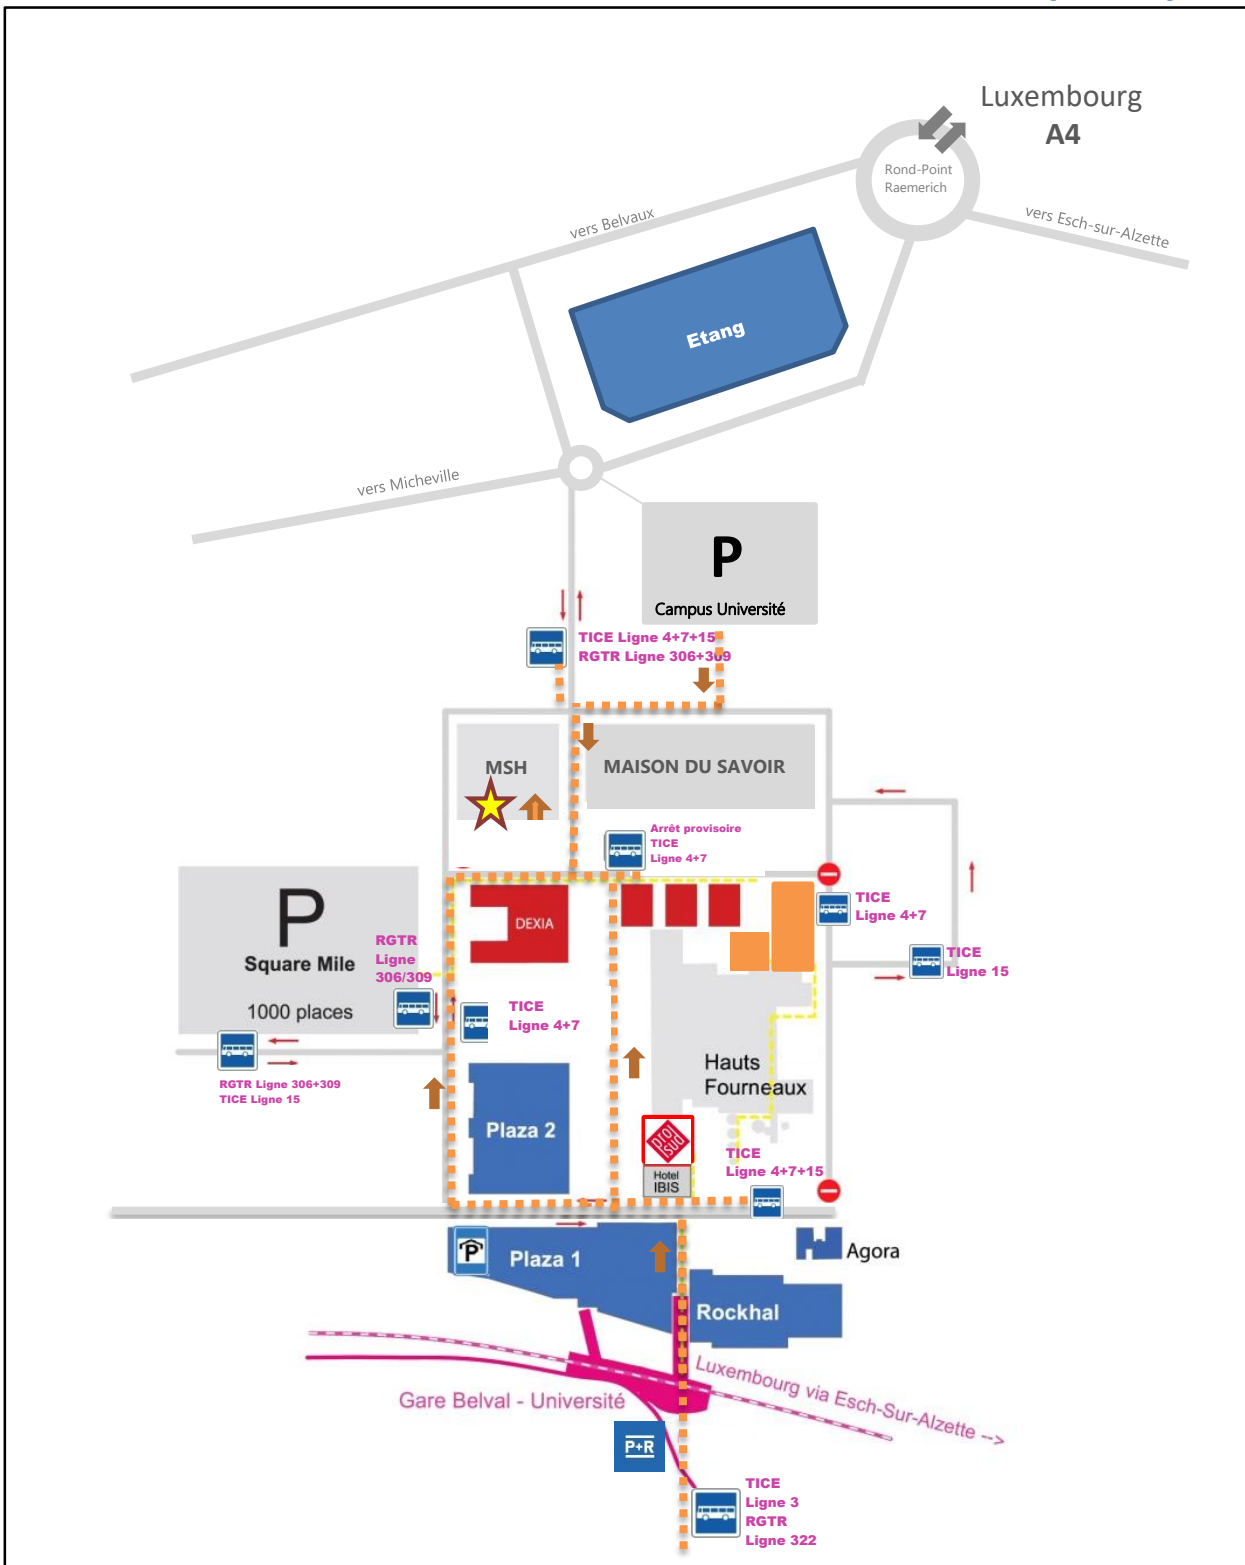 Luxembourg
A4
Rond-Point
Raemerich
vers Belvaux
vers Esch-sur-Alzette
Etang
vers Micheville
P
Campus Université
TICE Ligne 4+7+15
RGTR Ligne 306+309
MSH
MAISON DU SAVOIR
Arrêt provisoire
TICE
Ligne 4+7
P
Square Mile
1000 places
RGTR
Ligne
306/309
DEXIA
TICE
Ligne 4+7
TICE
Ligne 15
TICE
Ligne 4+7
RGTR Ligne 306+309
TICE Ligne 15
Hauts
Fourneaux
Plaza 2
pro
sud
Hotel
IBIS
TICE
Ligne 4+7+15
P
Plaza 1
Agora
Rockhal
Luxembourg via Esch-Sur-Alzette -->
Gare Belval - Université
P+R
TICE
Ligne 3
RGTR
Ligne 322